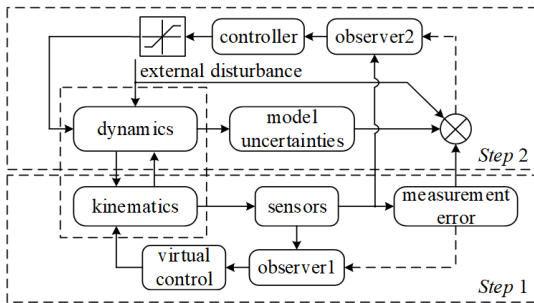 controller
observer2
external disturbance
dynamics
model
uncertainties
Step 2
kinematics
sensors
measurement
error
virtual
control
observer1
Step 1